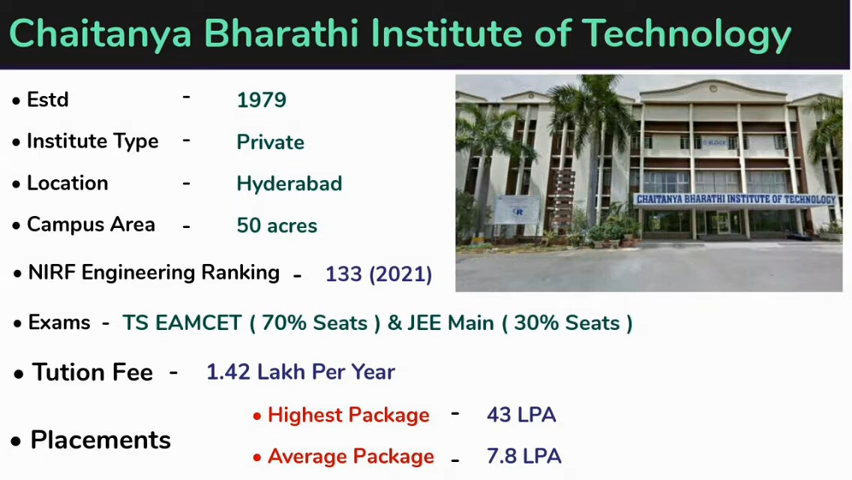 Chaitanya Bharathi Institute of Technology
• Estd - 1979
• Institute Type - Private
• Location - Hyderabad
• Campus Area - 50 acres
• NIRF Engineering Ranking - 133 (2021)
CHAITANYA BHARATHI INSTITUTE OF TECHNOLOGY
• Exams - TS EAMCET ( 70% Seats ) & JEE Main ( 30% Seats )
• Tution Fee - 1.42 Lakh Per Year
• Placements
• Highest Package - 43 LPA
• Average Package - 7.8 LPA